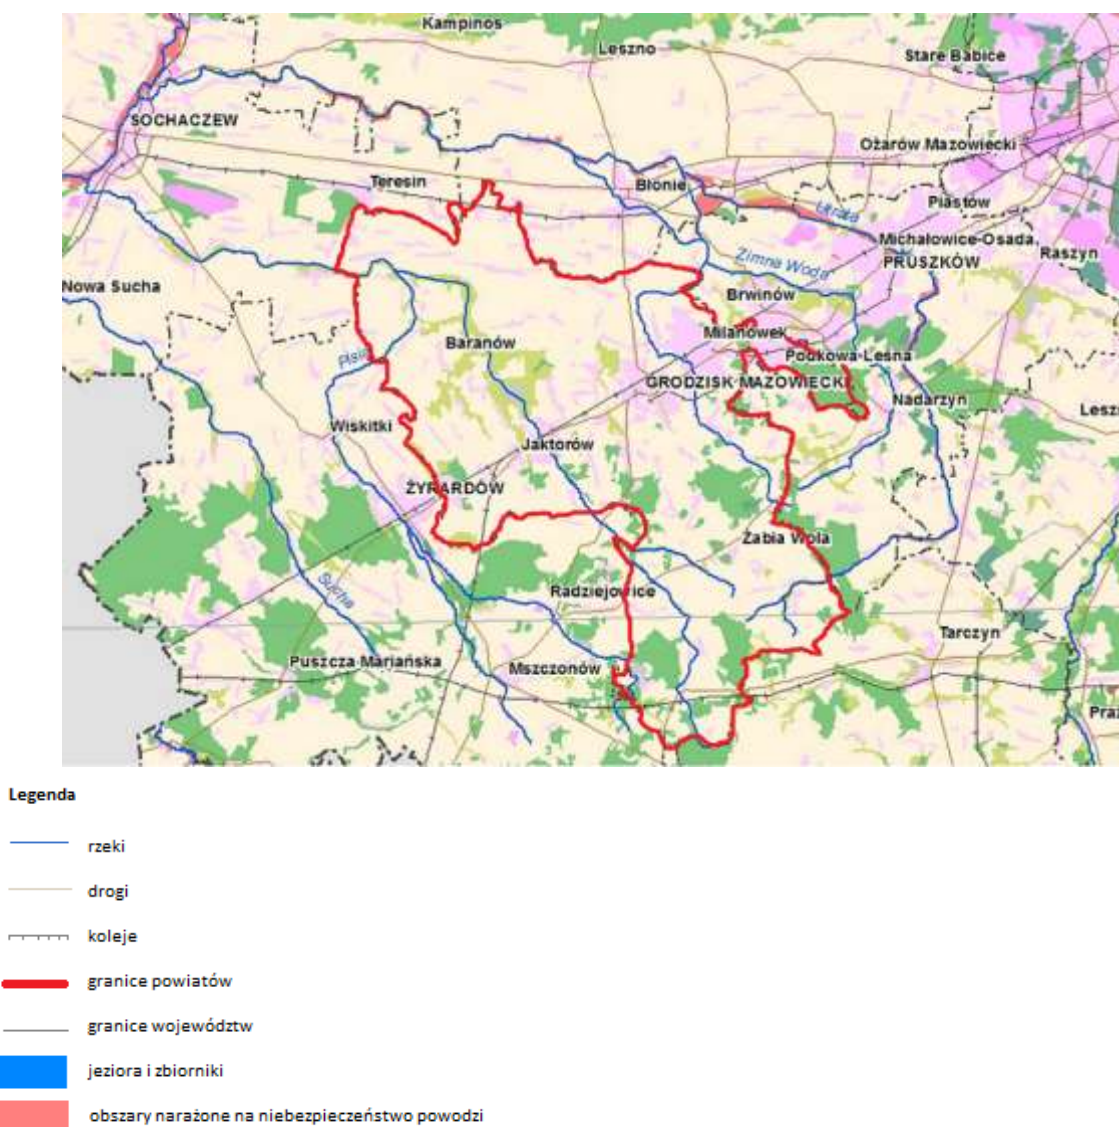 Kampinos
Leszno
Stare Babice
SOCHACZEW
Ożarów Mazowiecki
Teresin
Błonie
Utrata
Piastów
Michałowice-Osada
Raszyn
PRUSZKÓW
Zimna Woda
Nowa Sucha
Brwinów
Milanówek
Baranów
Pisia
Podkowa Leśna
GRODZISK MAZOWIECKI
Nadarzyn
Lesz
Wiskitki
Jaktorów
ŻYRARDÓW
Żabia Wola
Sucha
Radziejowice
Tarczyn
Puszcza Mariańska
Mszczonów
Praż
Legenda
rzeki
drogi
koleje
granice powiatów
granice województw
jeziora i zbiorniki
obszary narażone na niebezpieczeństwo powodzi